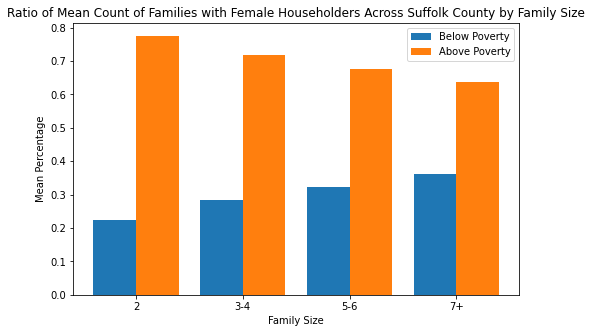 Ratio of Mean Count of Families with Female Householders Across Suffolk County by Family Size
Below Poverty
Above Poverty
Mean Percentage
0.8
0.7
0.6
0.5
0.4
0.3
0.2
0.1
0.0
2
3-4
5-6
7+
Family Size